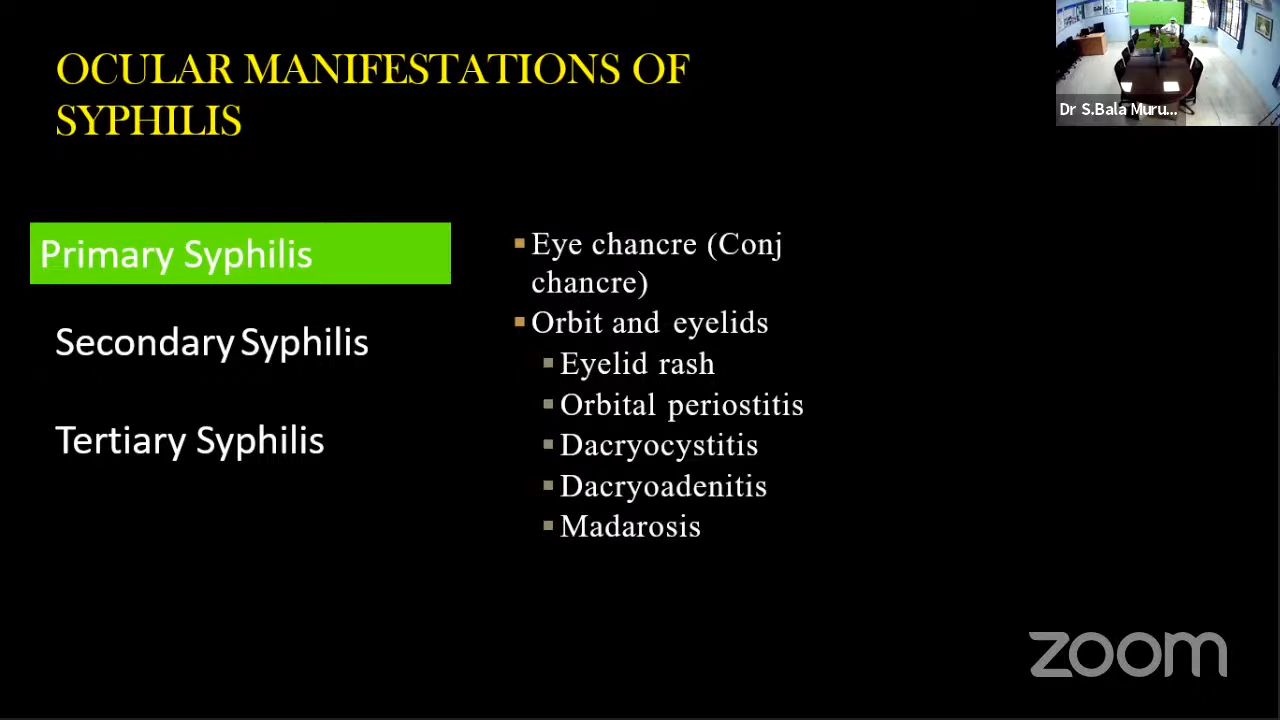 OCULAR MANIFESTATIONS OF
SYPHILIS
Dr S.Bala Muru...
Primary Syphilis
Secondary Syphilis
Tertiary Syphilis
Eye chancre (Conj
chancre)
Orbit and eyelids
Eyelid rash
Orbital periostitis
Dacryocystitis
Dacryoadenitis
Madarosis
zoom